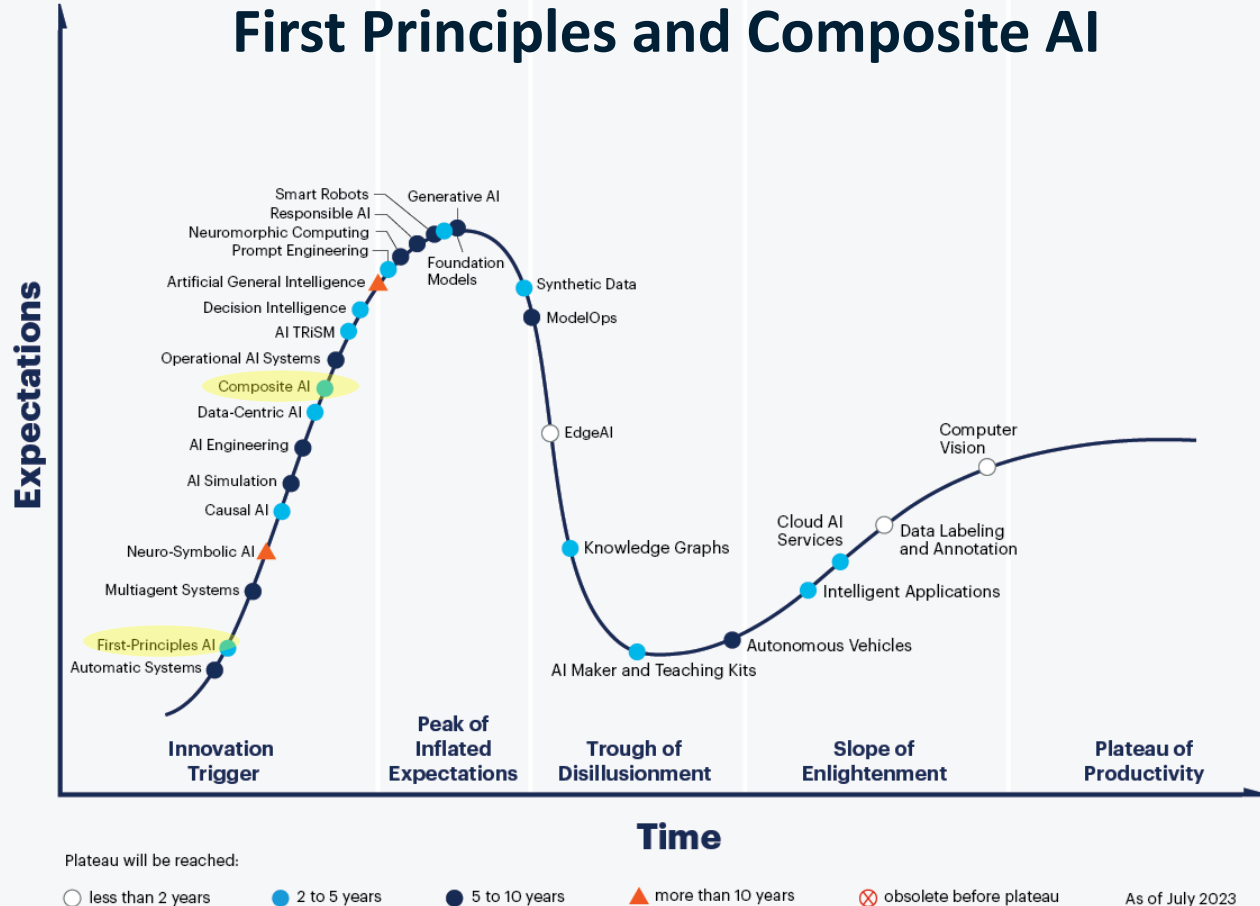 First Principles and Composite AI
Expectations
Smart Robots
Generative AI
Responsible AI
Neuromorphic Computing
Prompt Engineering
Foundation
Models
Artificial General Intelligence
Synthetic Data
Decision Intelligence
ModelOps
AI TRiSM
Operational AI Systems
Composite AI
Data-Centric AI
EdgeAI
AI Engineering
AI Simulation
Causal AI
Neuro-Symbolic AI
Knowledge Graphs
Multiagent Systems
First-Principles AI
Automatic Systems
AI Maker and Teaching Kits
Autonomous Vehicles
Intelligent Applications
Cloud AI
Services
Data Labeling
and Annotation
Computer
Vision
Innovation
Trigger
Peak of
Inflated
Expectations
Trough of
Disillusionment
Slope of
Enlightenment
Plateau of
Productivity
Time
Plateau will be reached:
less than 2 years
2 to 5 years
5 to 10 years
more than 10 years
obsolete before plateau
As of July 2023